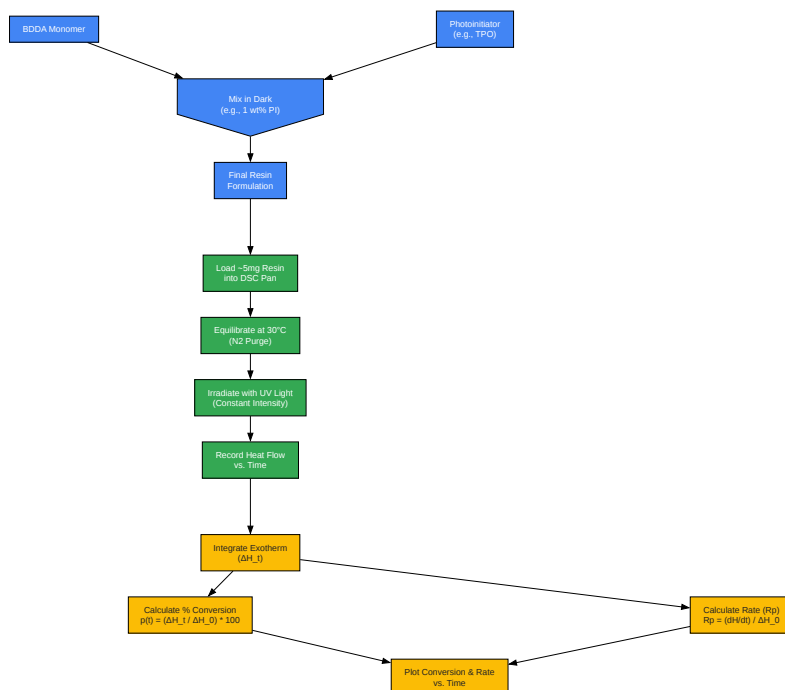 BDDA Monomer
Photoinitiator
(e.g., TPO)
Mix in Dark
(e.g., 1 wt% PI)
Final Resin
Formulation
Load ~5mg Resin
into DSC Pan
Equilibrate at 30°C
(N2 Purge)
Irradiate with UV Light
(Constant Intensity)
Record Heat Flow
vs. Time
Integrate Exotherm
(ΔH_t)
Calculate % Conversion
p(t) = (ΔH_t / ΔH_0) * 100
Calculate Rate (Rp)
Rp = (dH/dt) / ΔH_0
Plot Conversion & Rate
vs. Time